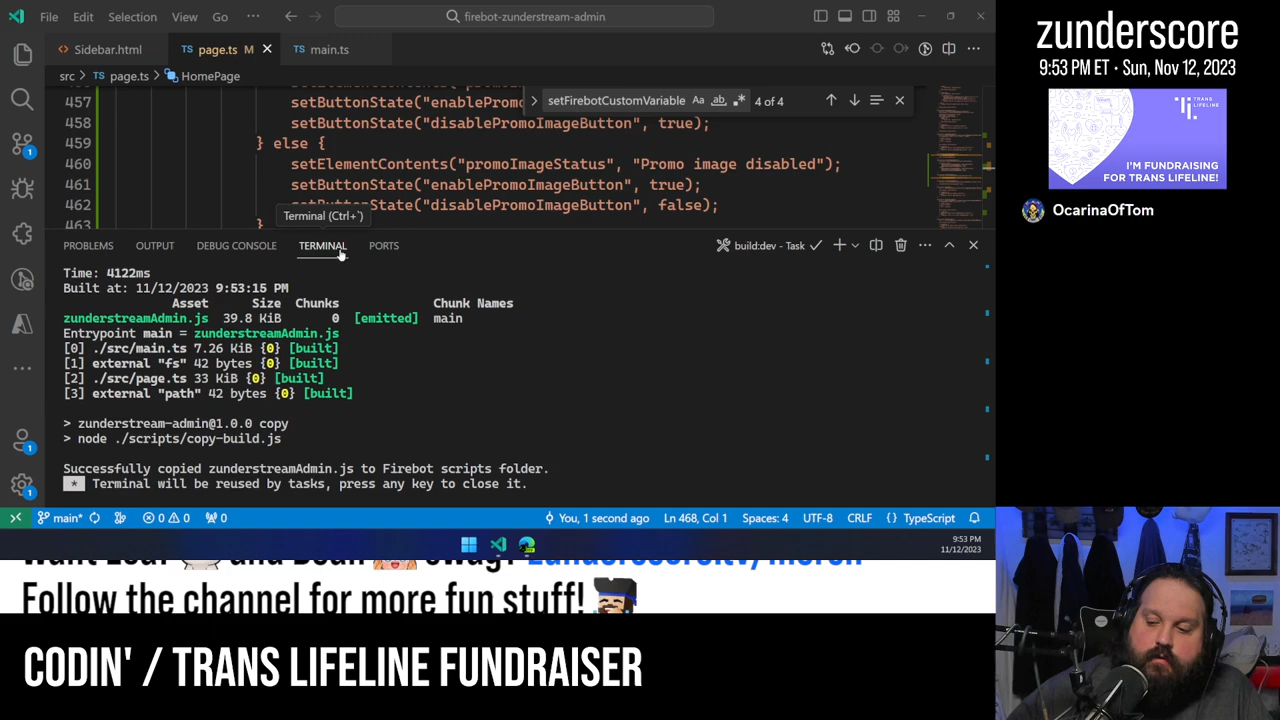 File Edit Selection View Go
firebot-zunderstream-admin
Sidebar.html
TS page.ts M
TS main.ts
src > TS page.ts > HomePage
457 setButtonState("enablePromo
458 setButtonState("disablePromoImageButton", true);
459 } else {
460 setElementContents("promoImageStatus", "Promo image disabled");
461 setButtonState("enablePromoImageButton", true);
setButtonState("disablePromoImageButton", false);
463 }
setFirebotCustomVariable Aa ab 4 of 4
Terminal (Ctrl+`)
PROBLEMS OUTPUT DEBUG CONSOLE TERMINAL PORTS
build:dev - Task
Time: 4122ms
Built at: 11/12/2023 9:53:15 PM
Asset Size Chunks Chunk Names
zunderstreamAdmin.js 39.8 KiB 0 [emitted] main
Entrypoint main = zunderstreamAdmin.js
[0] ./src/main.ts 7.26 KiB {0} [built]
[1] external "fs" 42 bytes {0} [built]
[2] ./src/page.ts 33 KiB {0} [built]
[3] external "path" 42 bytes {0} [built]
> zunderstream-admin@1.0.0 copy
> node ./scripts/copy-build.js
Successfully copied zunderstreamAdmin.js to Firebot scripts folder.
* Terminal will be reused by tasks, press any key to close it.
main* 0 0 0
You, 1 second ago Ln 468, Col 1 Spaces: 4 UTF-8 CRLF {} TypeScript
9:53 PM
11/12/2023
Follow the channel for more fun stuff!
CODIN' / TRANS LIFELINE FUNDRAISER
zunderscore
9:53 PM ET • Sun, Nov 12, 2023
TRANS
LIFELINE
I'M FUNDRAISING
FOR TRANS LIFELINE!
OcarinaOfTom